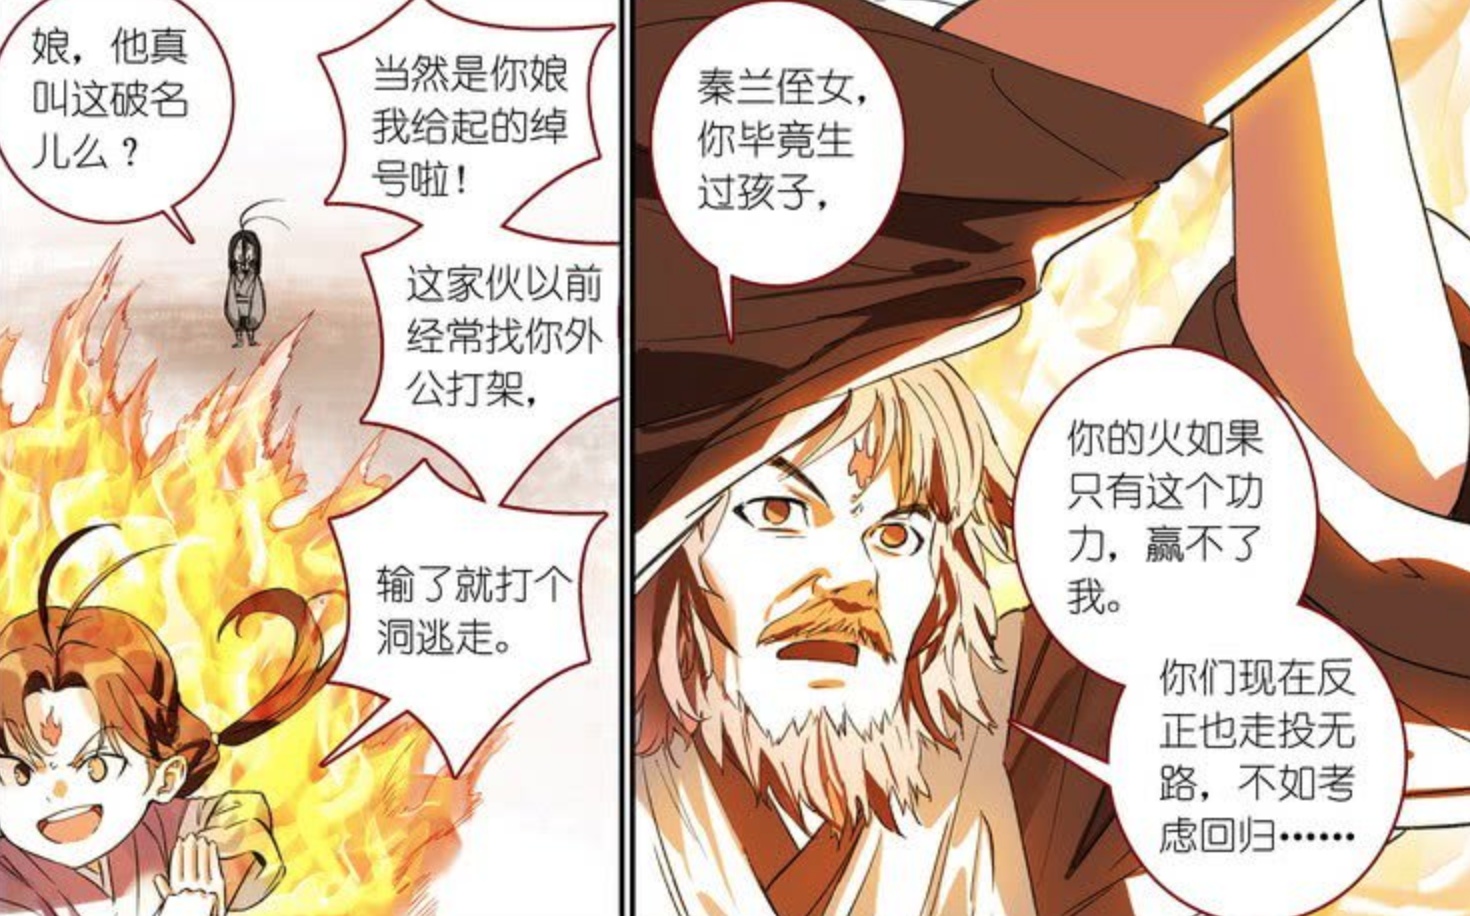 娘，他真
叫这破名
儿么？
当然是你娘
我给起的绰
号啦！
这家伙以前
经常找你外
公打架，
输了就打个
洞逃走。
秦兰侄女，
你毕竟生
过孩子，
你的火如果
只有这个功
力，赢不了
我。
你们现在反
正也走投无
路，不如考
虑回归……